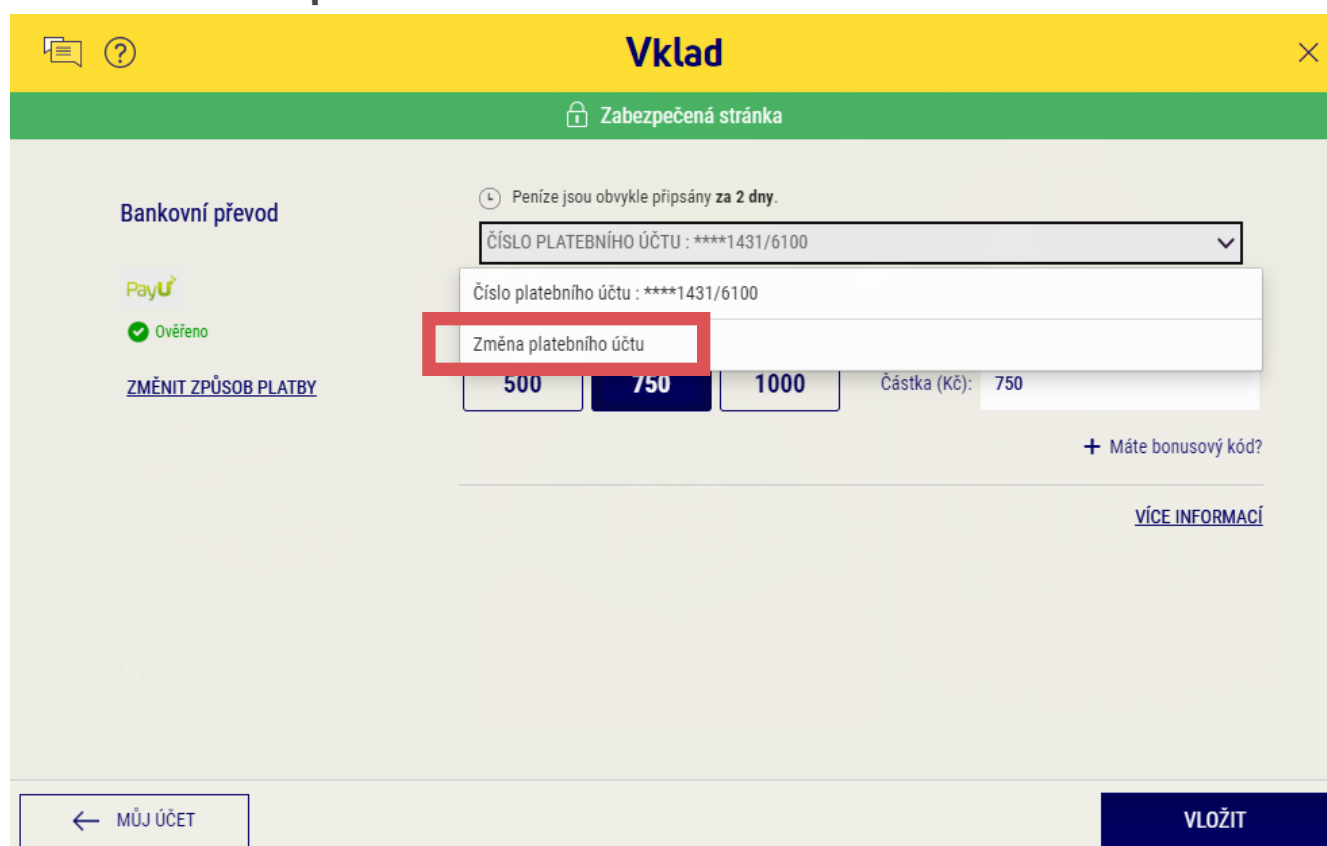 Vklad
Zabezpečená stránka
Bankovní převod
Peníze jsou obvykle připsány za 2 dny.
ČÍSLO PLATEBNÍHO ÚČTU : ****1431/6100
PayU
Číslo platebního účtu : ****1431/6100
Ověřeno
Změna platebního účtu
ZMĚNIT ZPŮSOB PLATBY
500 750 1000 Částka (Kč): 750
+ Máte bonusový kód?
VÍCE INFORMACÍ
Jumanji
← MŮJ ÚČET
VLOŽIT